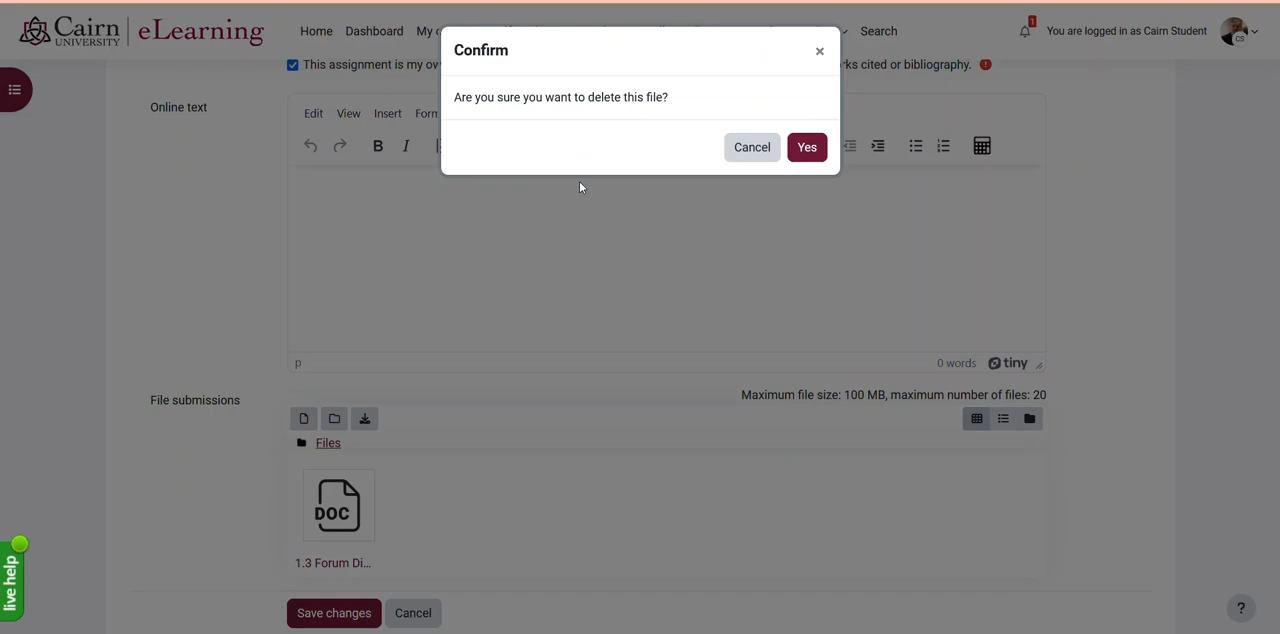 Cairn UNIVERSITY eLearning Home Dashboard My Search 1 You are logged in as Cairn Student CS
Confirm ×
Are you sure you want to delete this file?
Cancel Yes
This assignment is my cited or bibliography. !
Online text
Edit View Insert
B I
p 0 words tiny
File submissions
Maximum file size: 100 MB, maximum number of files: 20
Files
DOC
1.3 Forum Di...
Save changes Cancel
live help
?